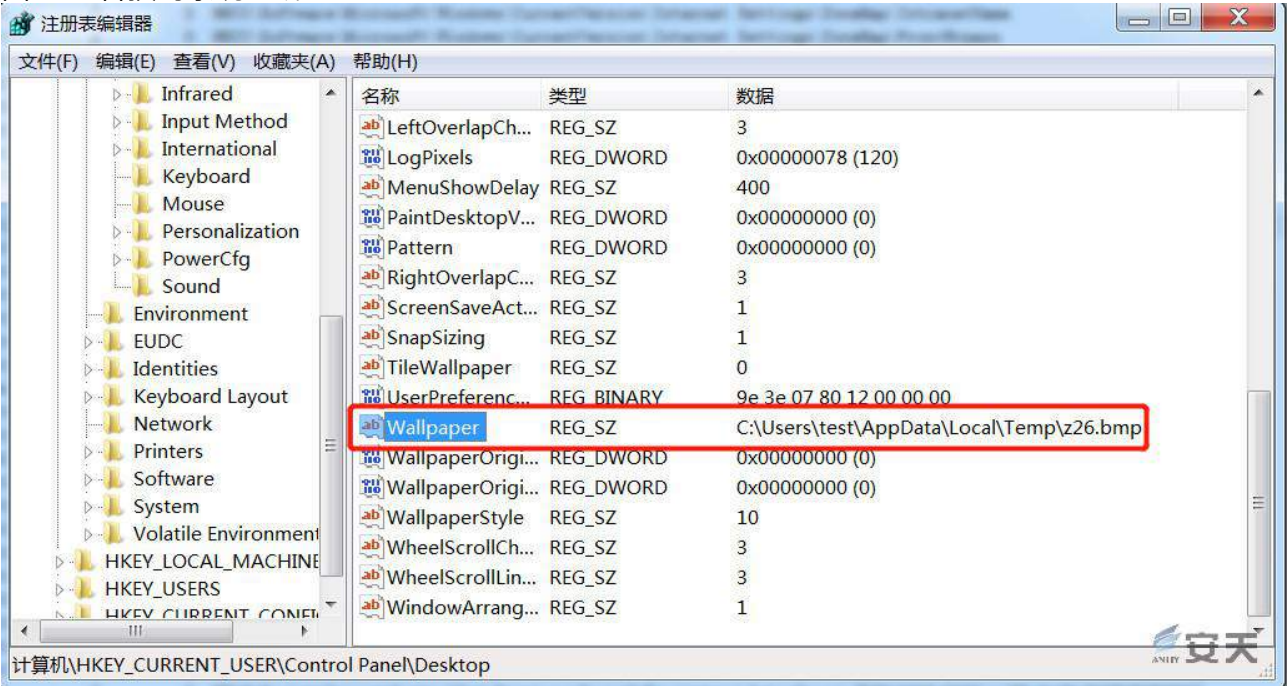 注册表编辑器
文件(F) 编辑(E) 查看(V) 收藏夹(A) 帮助(H)
Infrared
Input Method
International
Keyboard
Mouse
Personalization
PowerCfg
Sound
Environment
EUDC
Identities
Keyboard Layout
Network
Printers
Software
System
Volatile Environment
HKEY_LOCAL_MACHINE
HKEY_USERS
HKEY_CURRENT_CONFI
名称 类型 数据
LeftOverlapCh... REG_SZ 3
LogPixels REG_DWORD 0x00000078 (120)
MenuShowDelay REG_SZ 400
PaintDesktopV... REG_DWORD 0x00000000 (0)
Pattern REG_DWORD 0x00000000 (0)
RightOverlapC... REG_SZ 3
ScreenSaveAct... REG_SZ 1
SnapSizing REG_SZ 1
TileWallpaper REG_SZ 0
UserPreferenc... REG_BINARY 9e 3e 07 80 12 00 00 00
Wallpaper REG_SZ C:\Users\test\AppData\Local\Temp\z26.bmp
WallpaperOrigi... REG_DWORD 0x00000000 (0)
WallpaperOrigi... REG_DWORD 0x00000000 (0)
WallpaperStyle REG_SZ 10
WheelScrollCh... REG_SZ 3
WheelScrollLin... REG_SZ 3
WindowArrang... REG_SZ 1
计算机\HKEY_CURRENT_USER\Control Panel\Desktop
ANTIY 安天